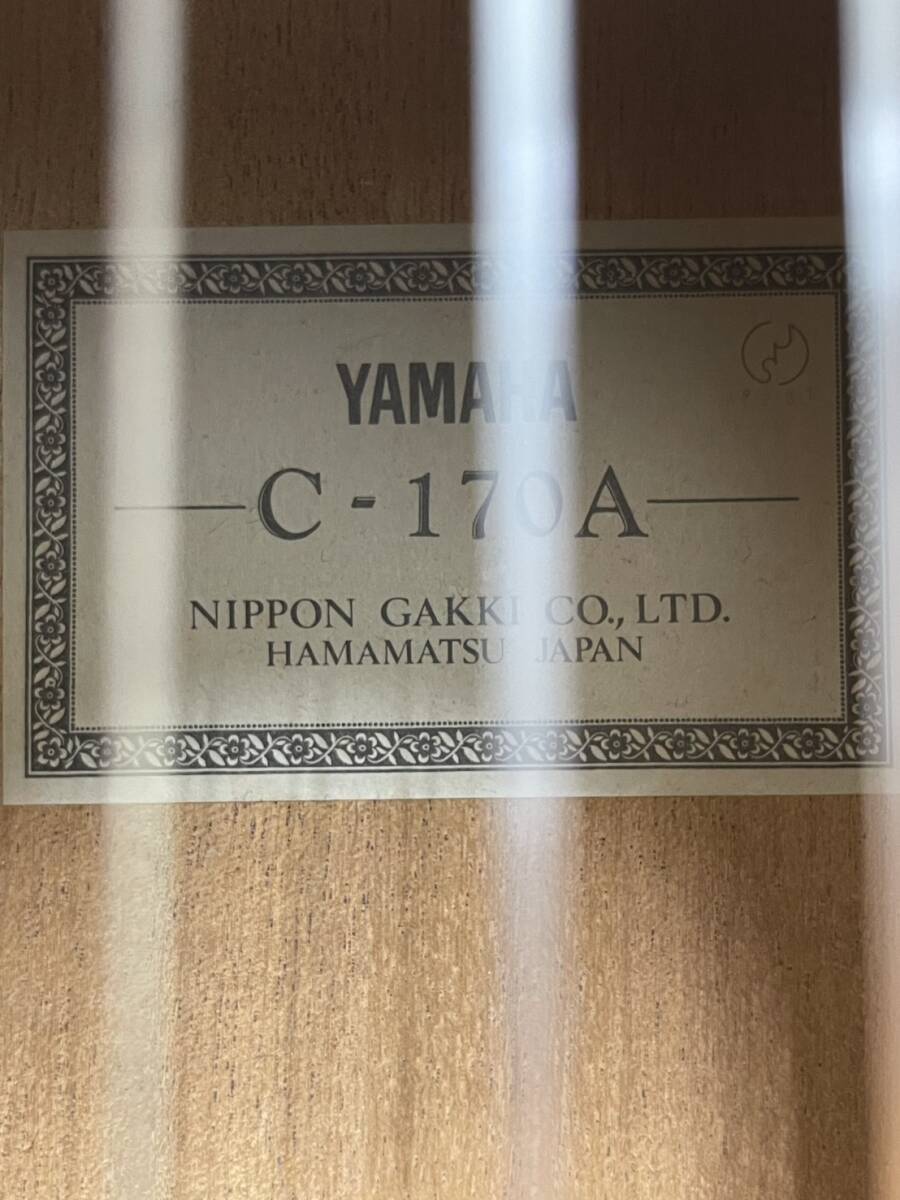 YAMAHA
C-170A
NIPPON GAKKI CO., LTD.
HAMAMATSU JAPAN